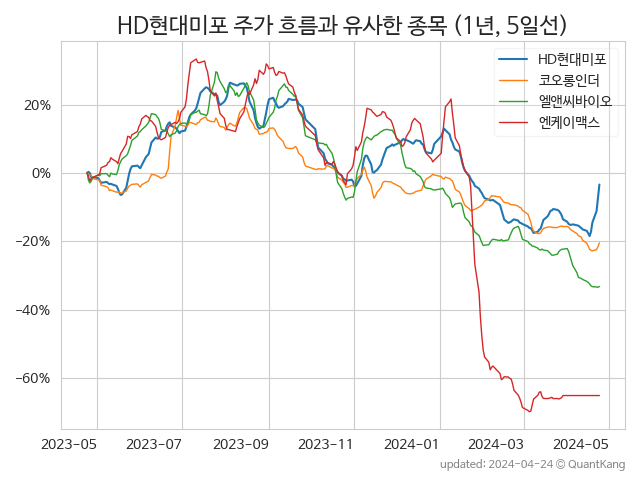 HD현대미포 주가 흐름과 유사한 종목 (1년, 5일선)
HD현대미포
코오롱인더
엘앤씨바이오
엔케이맥스
20%
0%
−20%
−40%
−60%
2023-05
2023-07
2023-09
2023-11
2024-01
2024-03
2024-05
updated: 2024-04-24 © QuantKang